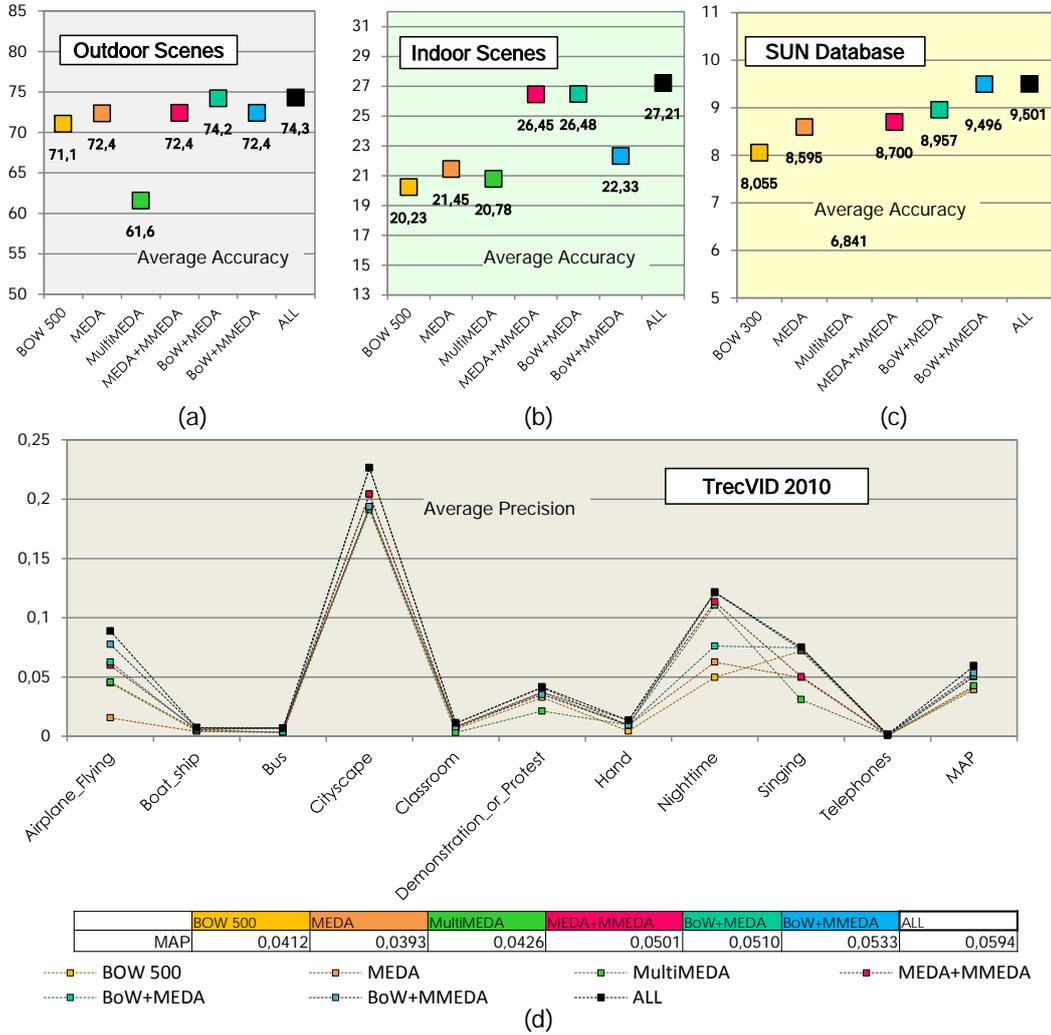 85
80
75
70
65
60
55
50
Outdoor Scenes
71,1
72,4
61,6
72,4
74,2
72,4
74,3
Average Accuracy
BOW 500
MEDA
MultiMEDA
MEDA+MMEDA
BoW+MEDA
BoW+MMEDA
ALL
(a)
31
29
27
25
23
21
19
17
15
13
Indoor Scenes
20,23
21,45
20,78
26,45
26,48
22,33
27,21
Average Accuracy
BOW 500
MEDA
MultiMEDA
MEDA+MMEDA
BoW+MEDA
BoW+MMEDA
ALL
(b)
11
10
9
8
7
6
5
SUN Database
8,055
8,595
6,841
8,700
8,957
9,496
9,501
Average Accuracy
BOW 300
MEDA
MultiMEDA
MEDA+MMEDA
BoW+MEDA
BoW+MMEDA
ALL
(c)
0,25
0,2
0,15
0,1
0,05
0
TrecVID 2010
Average Precision
Airplane_Flying
Boat_ship
Bus
Cityscape
Classroom
Demonstration_or_Protest
Hand
Nighttime
Singing
Telephones
MAP
BOW 500 MEDA MultiMEDA MEDA+MMEDA BoW+MEDA BoW+MMEDA ALL
MAP 0,0412 0,0393 0,0426 0,0501 0,0510 0,0533 0,0594
BOW 500 MEDA MultiMEDA MEDA+MMEDA
BoW+MEDA BoW+MMEDA ALL
(d)